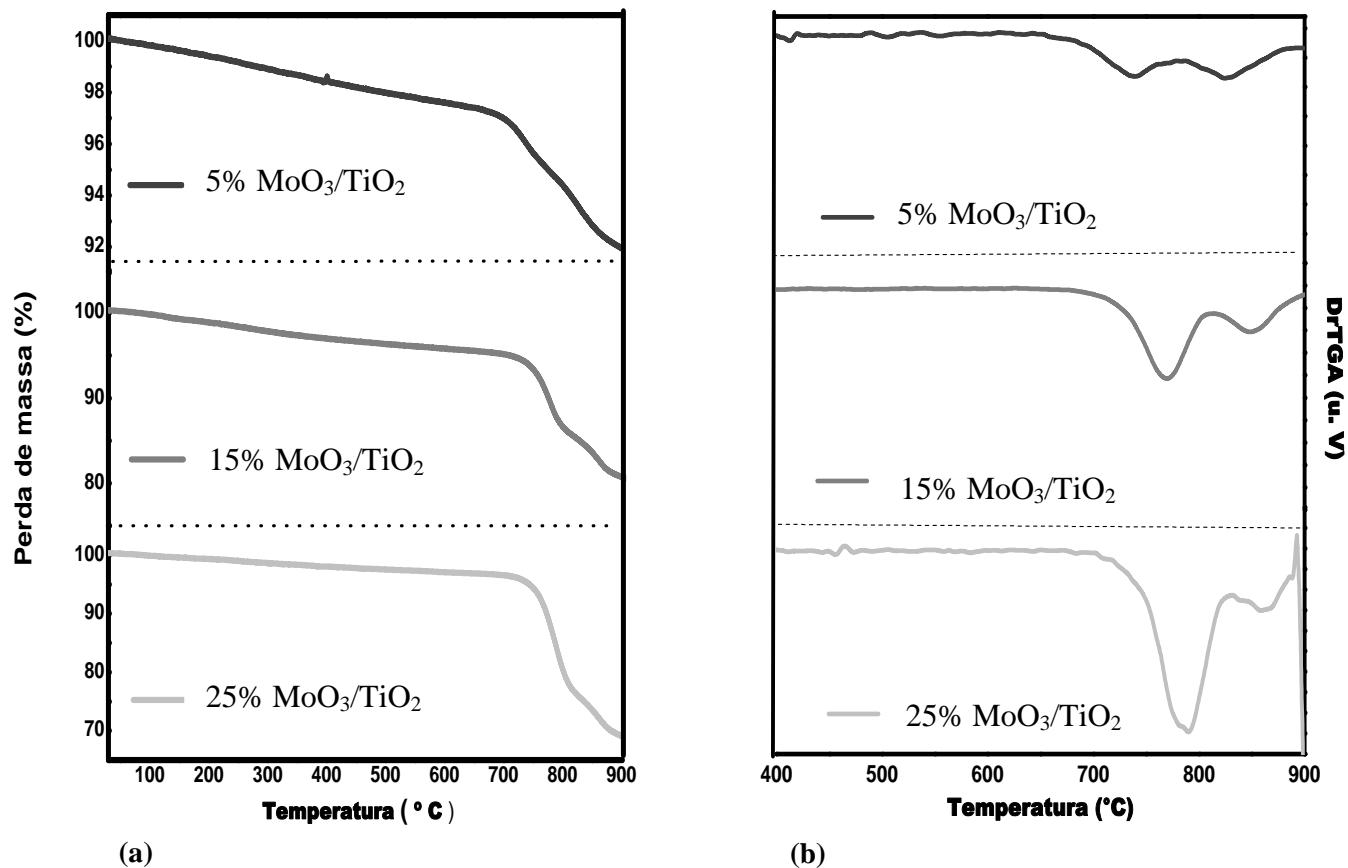 100
98
96
94
92
5% MoO₃/TiO₂
100
90
80
15% MoO₃/TiO₂
100
90
80
70
25% MoO₃/TiO₂
Perda de massa (%)
100 200 300 400 500 600 700 800 900
Temperatura ( º C )
(a)
5% MoO₃/TiO₂
15% MoO₃/TiO₂
25% MoO₃/TiO₂
DrTGA (u. V)
400 500 600 700 800 900
Temperatura (°C)
(b)